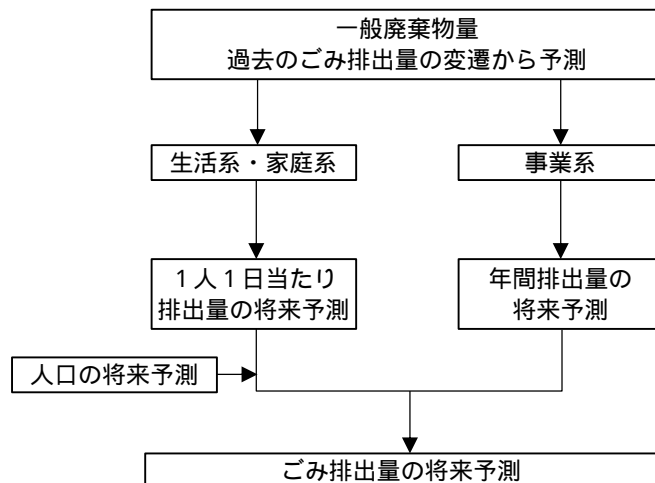 一般廃棄物量
過去のごみ排出量の変遷から予測
生活系・家庭系
事業系
１人１日当たり
排出量の将来予測
年間排出量の
将来予測
人口の将来予測
ごみ排出量の将来予測